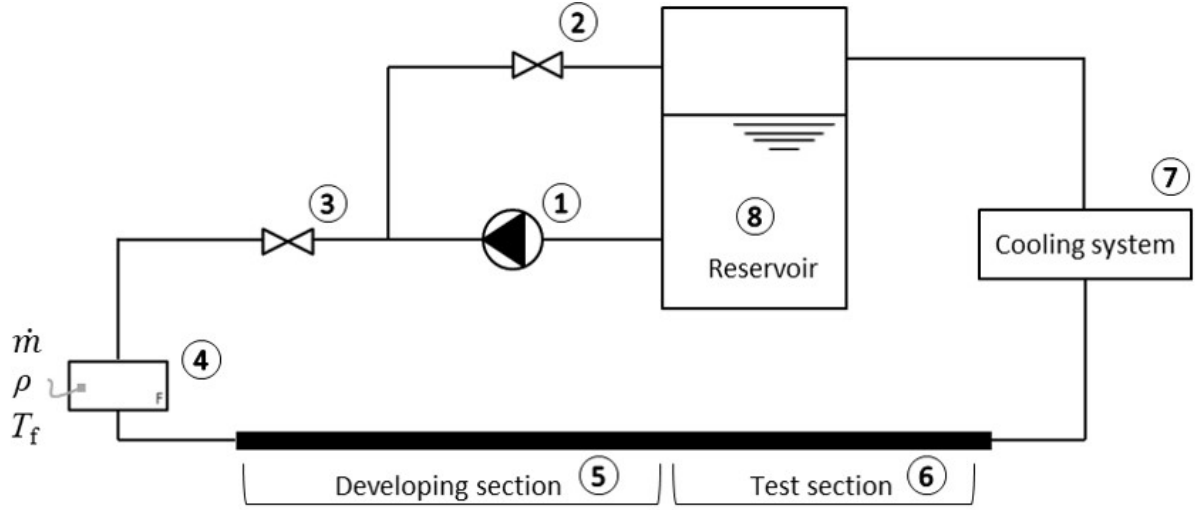 2
7
3
1
8
Cooling system
Reservoir
ṁ
4
ρ
F
T_f
Developing section 5
Test section 6